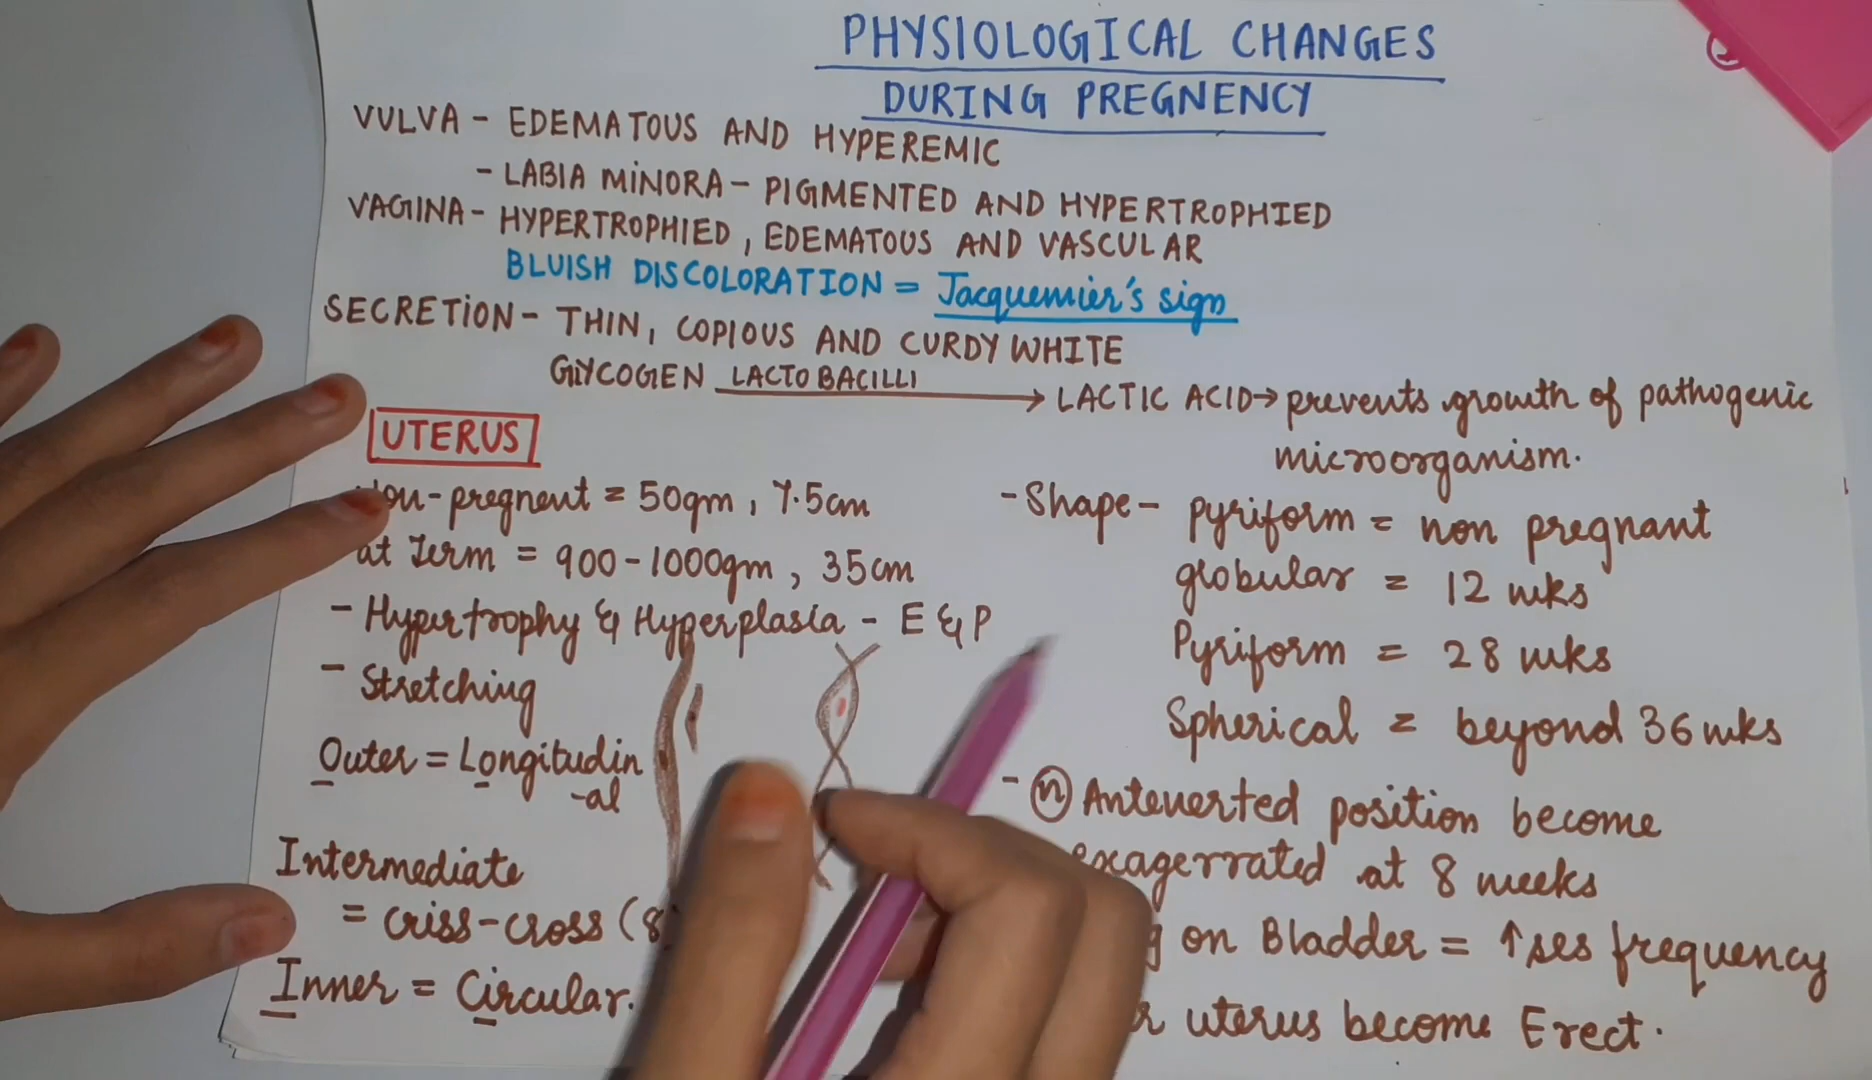 PHYSIOLOGICAL CHANGES
DURING PREGNENCY
VULVA - EDEMATOUS AND HYPEREMIC
- LABIA MINORA - PIGMENTED AND HYPERTROPHIED
VAGINA - HYPERTROPHIED, EDEMATOUS AND VASCULAR
BLUISH DISCOLORATION = Jacquemier's sign
SECRETION - THIN, COPIOUS AND CURDY WHITE
GLYCOGEN LACTOBACILLI → LACTIC ACID → prevents growth of pathogenic
microorganism.
UTERUS
-pregnent = 50gm, 7.5cm
at Term = 900-1000gm, 35cm
- Hypertrophy & Hyperplasia - E & P
- Stretching
Outer = Longitudin
-al
Intermediate
= criss-cross (8
Inner = Circular.
- Shape - Pyriform = non pregnant
globular = 12 wks
Pyriform = 28 wks
Spherical = beyond 36 wks
- (n) Anteverted position become
exagerrated at 8 weeks
on Bladder = ↑ses frequency
uterus become Erect.